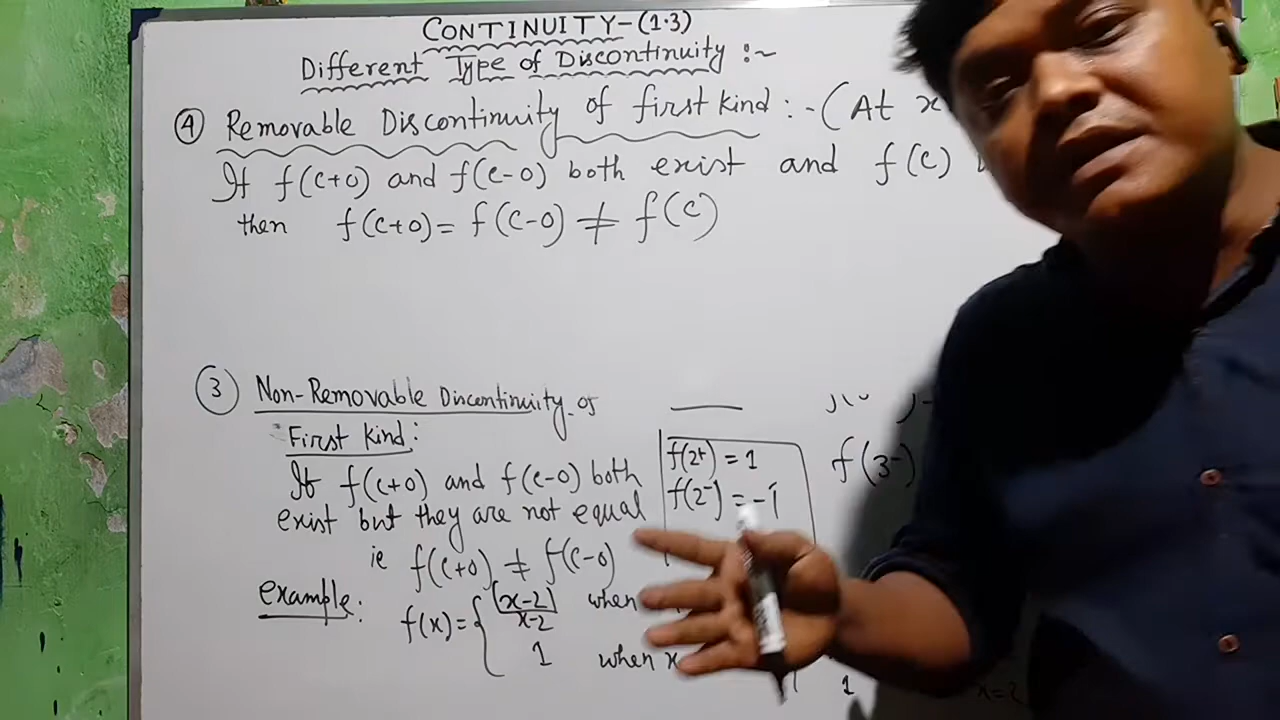 CONTINUITY-(1.3)
Different Type of Discontinuity :~
④ Removable Discontinuity of first kind :-(At x
If f(c+0) and f(c-0) both exist and f(c)
then f(c+0) = f(c-0) ≠ f(c)
③ Non-Removable Discontinuity of
First kind:
If f(c+0) and f(c-0) both
exist but they are not equal
ie f(c+0) ≠ f(c-0)
example: f(x) = { |x-2|/x-2 when
1 when x
f(2+) = 1
f(2-) = -1
f(3-)
1 x=2